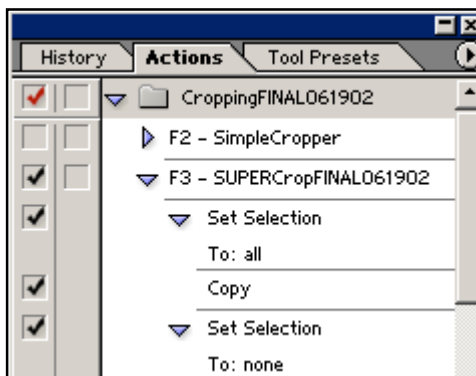 History Actions Tool Presets
CroppingFINAL061902
F2 - SimpleCropper
F3 - SUPERCropFINAL061902
Set Selection
To: all
Copy
Set Selection
To: none